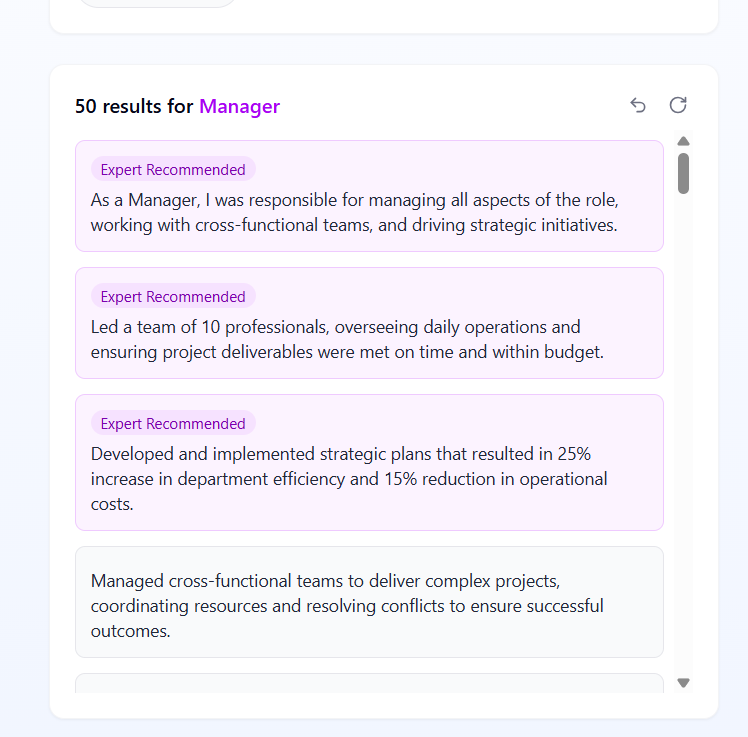 50 results for Manager
Expert Recommended
As a Manager, I was responsible for managing all aspects of the role,
working with cross-functional teams, and driving strategic initiatives.
Expert Recommended
Led a team of 10 professionals, overseeing daily operations and
ensuring project deliverables were met on time and within budget.
Expert Recommended
Developed and implemented strategic plans that resulted in 25%
increase in department efficiency and 15% reduction in operational
costs.
Managed cross-functional teams to deliver complex projects,
coordinating resources and resolving conflicts to ensure successful
outcomes.